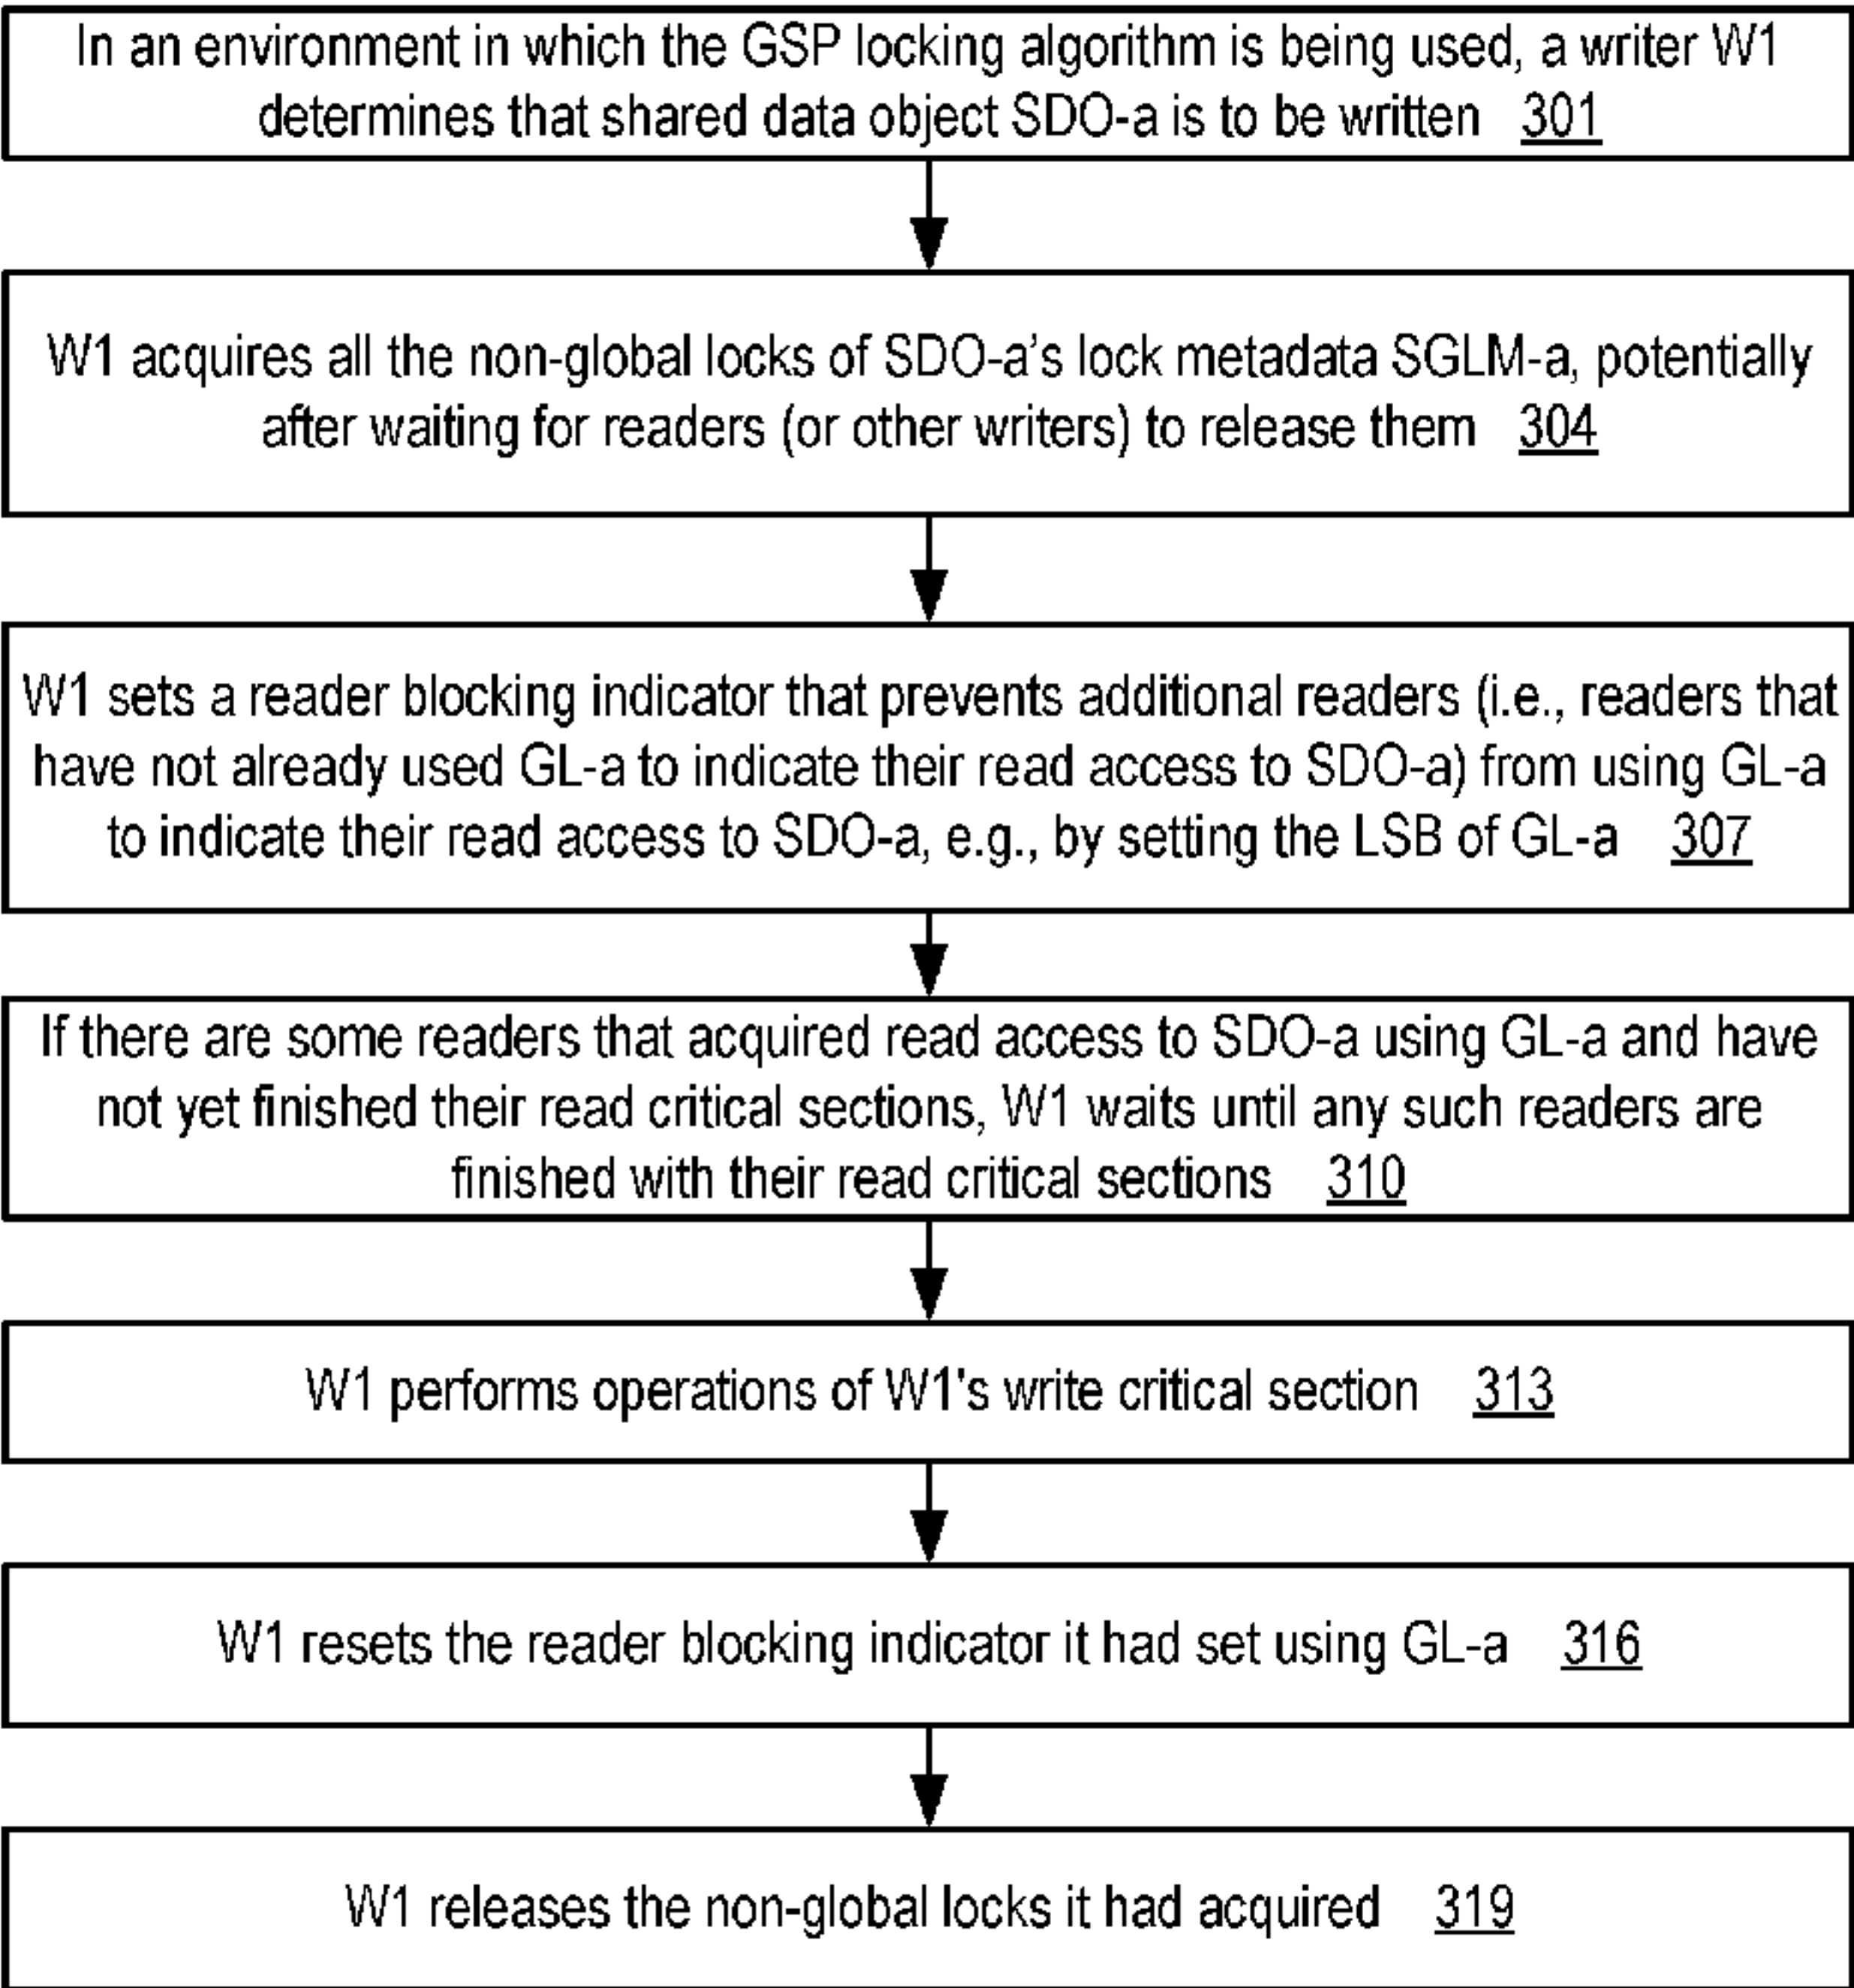 In an environment in which the GSP locking algorithm is being used, a writer W1
determines that shared data object SDO-a is to be written 301
W1 acquires all the non-global locks of SDO-a's lock metadata SGLM-a, potentially
after waiting for readers (or other writers) to release them 304
W1 sets a reader blocking indicator that prevents additional readers (i.e., readers that
have not already used GL-a to indicate their read access to SDO-a) from using GL-a
to indicate their read access to SDO-a, e.g., by setting the LSB of GL-a 307
If there are some readers that acquired read access to SDO-a using GL-a and have
not yet finished their read critical sections, W1 waits until any such readers are
finished with their read critical sections 310
W1 performs operations of W1's write critical section 313
W1 resets the reader blocking indicator it had set using GL-a 316
W1 releases the non-global locks it had acquired 319